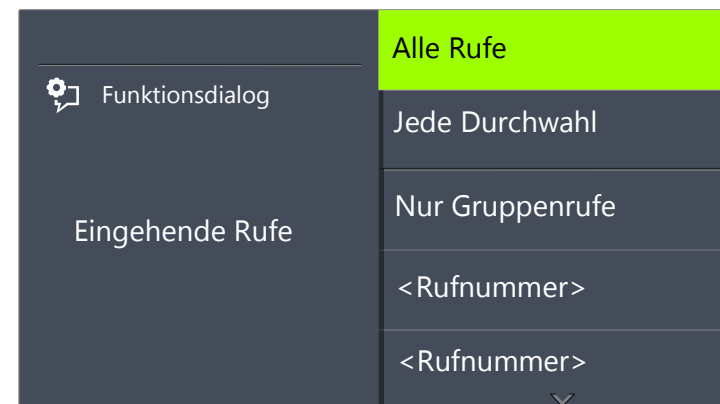 Funktionsdialog
Eingehende Rufe
Alle Rufe
Jede Durchwahl
Nur Gruppenrufe
<Rufnummer>
<Rufnummer>